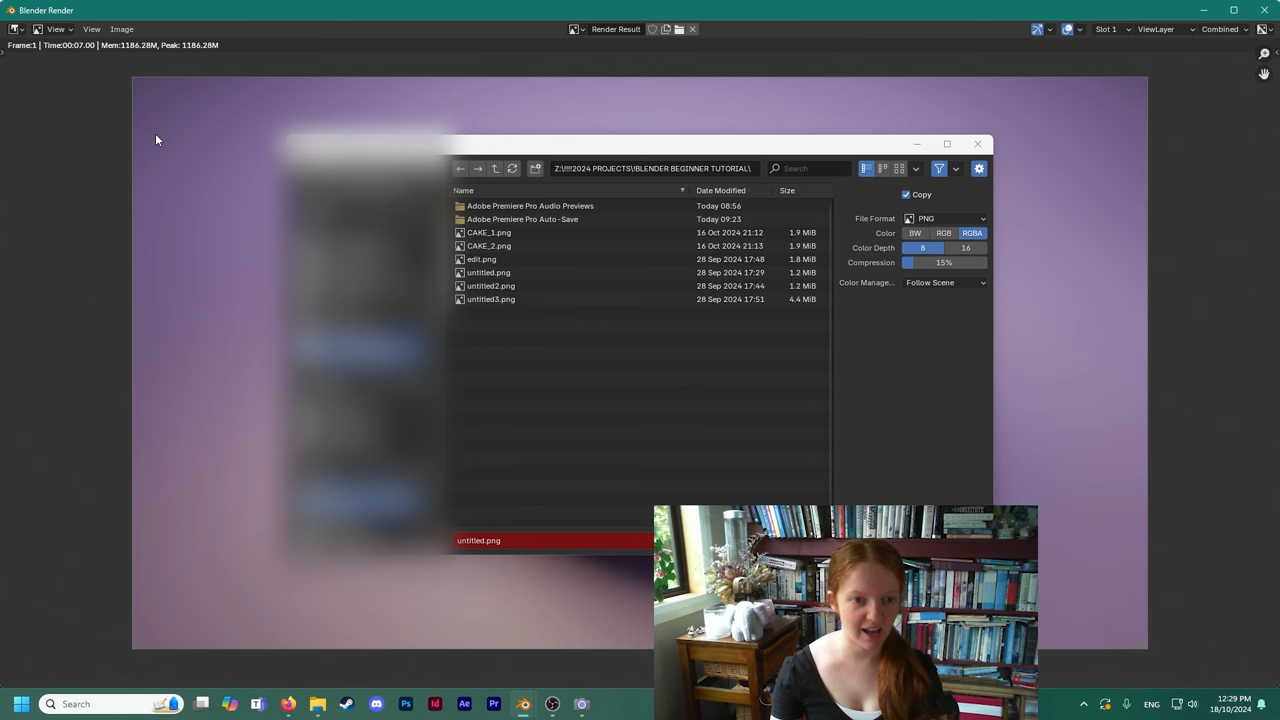 Blender Render
View View Image Render Result Slot 1 ViewLayer Combined
Frame:1 | Time:00:07.00 | Mem:1186.28M, Peak: 1186.28M
Z:\!!!!2024 PROJECTS\!BLENDER BEGINNER TUTORIAL\ Search
Name Date Modified Size
Copy
Adobe Premiere Pro Audio Previews Today 08:56
Adobe Premiere Pro Auto-Save Today 09:23
File Format PNG
CAKE_1.png 16 Oct 2024 21:12 1.9 MiB
Color BW RGB RGBA
CAKE_2.png 16 Oct 2024 21:13 1.9 MiB
Color Depth 8 16
edit.png 28 Sep 2024 17:48 1.8 MiB
Compression 15%
untitled.png 28 Sep 2024 17:29 1.2 MiB
Color Manage... Follow Scene
untitled2.png 28 Sep 2024 17:44 1.2 MiB
untitled3.png 28 Sep 2024 17:51 4.4 MiB
untitled.png
Search
ENG
12:29 PM
18/10/2024